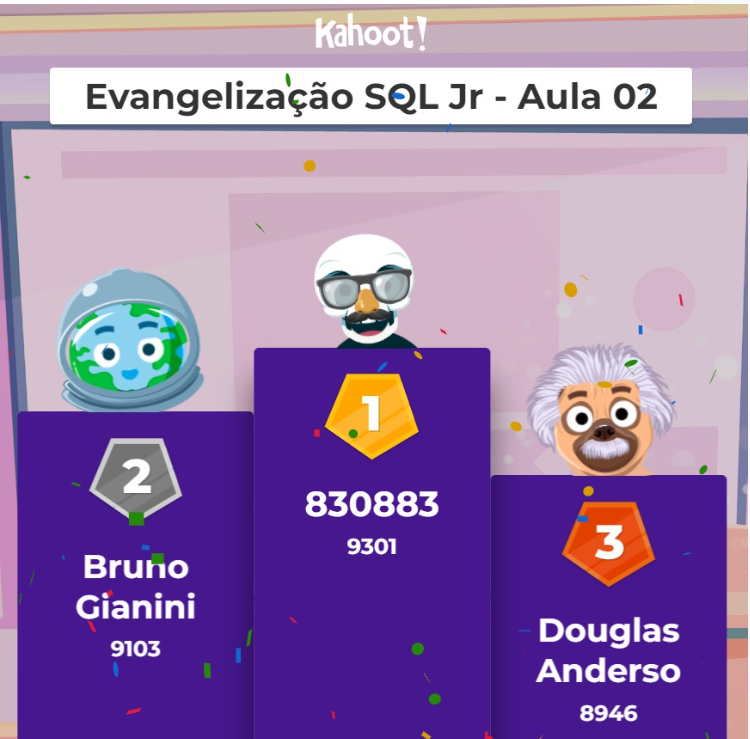 Kahoot!
Evangelização SQL Jr - Aula 02
1
830883
9301
2
Bruno
Gianini
9103
3
Douglas
Anderso
8946